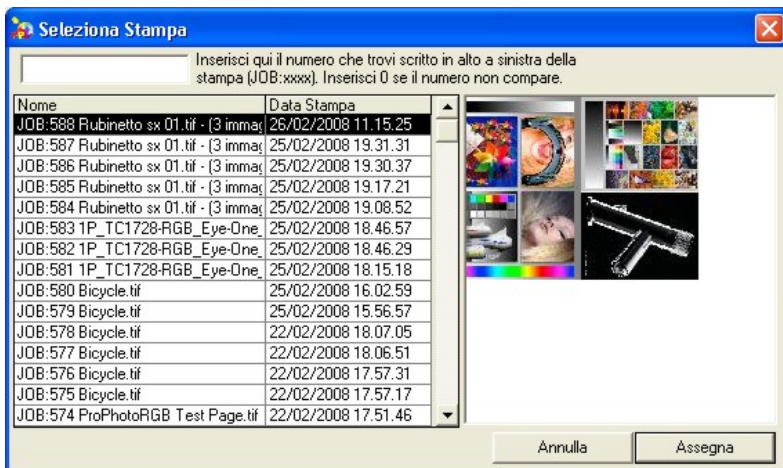 Seleziona Stampa
Inserisci qui il numero che trovi scritto in alto a sinistra della
stampa (JOB:xxxx). Inserisci 0 se il numero non compare.
Nome Data Stampa
JOB:588 Rubinetto sx 01.tif - (3 immag 26/02/2008 11.15.25
JOB:587 Rubinetto sx 01.tif - (3 immag 25/02/2008 19.31.31
JOB:586 Rubinetto sx 01.tif - (3 immag 25/02/2008 19.30.37
JOB:585 Rubinetto sx 01.tif - (3 immag 25/02/2008 19.17.21
JOB:584 Rubinetto sx 01.tif - (3 immag 25/02/2008 19.08.52
JOB:583 1P_TC1728-RGB_Eye-One_ 25/02/2008 18.46.57
JOB:582 1P_TC1728-RGB_Eye-One_ 25/02/2008 18.46.29
JOB:581 1P_TC1728-RGB_Eye-One_ 25/02/2008 18.15.18
JOB:580 Bicycle.tif 25/02/2008 16.02.59
JOB:579 Bicycle.tif 25/02/2008 15.56.57
JOB:578 Bicycle.tif 22/02/2008 18.07.05
JOB:577 Bicycle.tif 22/02/2008 18.06.51
JOB:576 Bicycle.tif 22/02/2008 17.57.31
JOB:575 Bicycle.tif 22/02/2008 17.57.17
JOB:574 ProPhotoRGB Test Page.tif 22/02/2008 17.51.46
Annulla Assegna